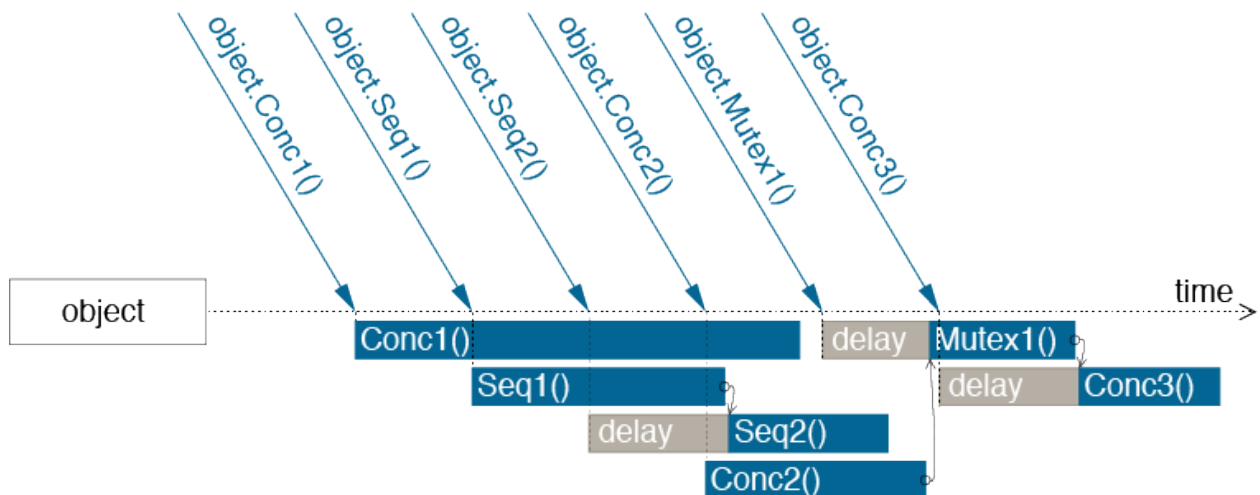 object.Conc1()
object.Seq1()
object.Seq2()
object.Conc2()
object.Mutex1()
object.Conc3()
object
time
Conc1()
delay
Mutex1()
Seq1()
delay
Conc3()
delay
Seq2()
Conc2()